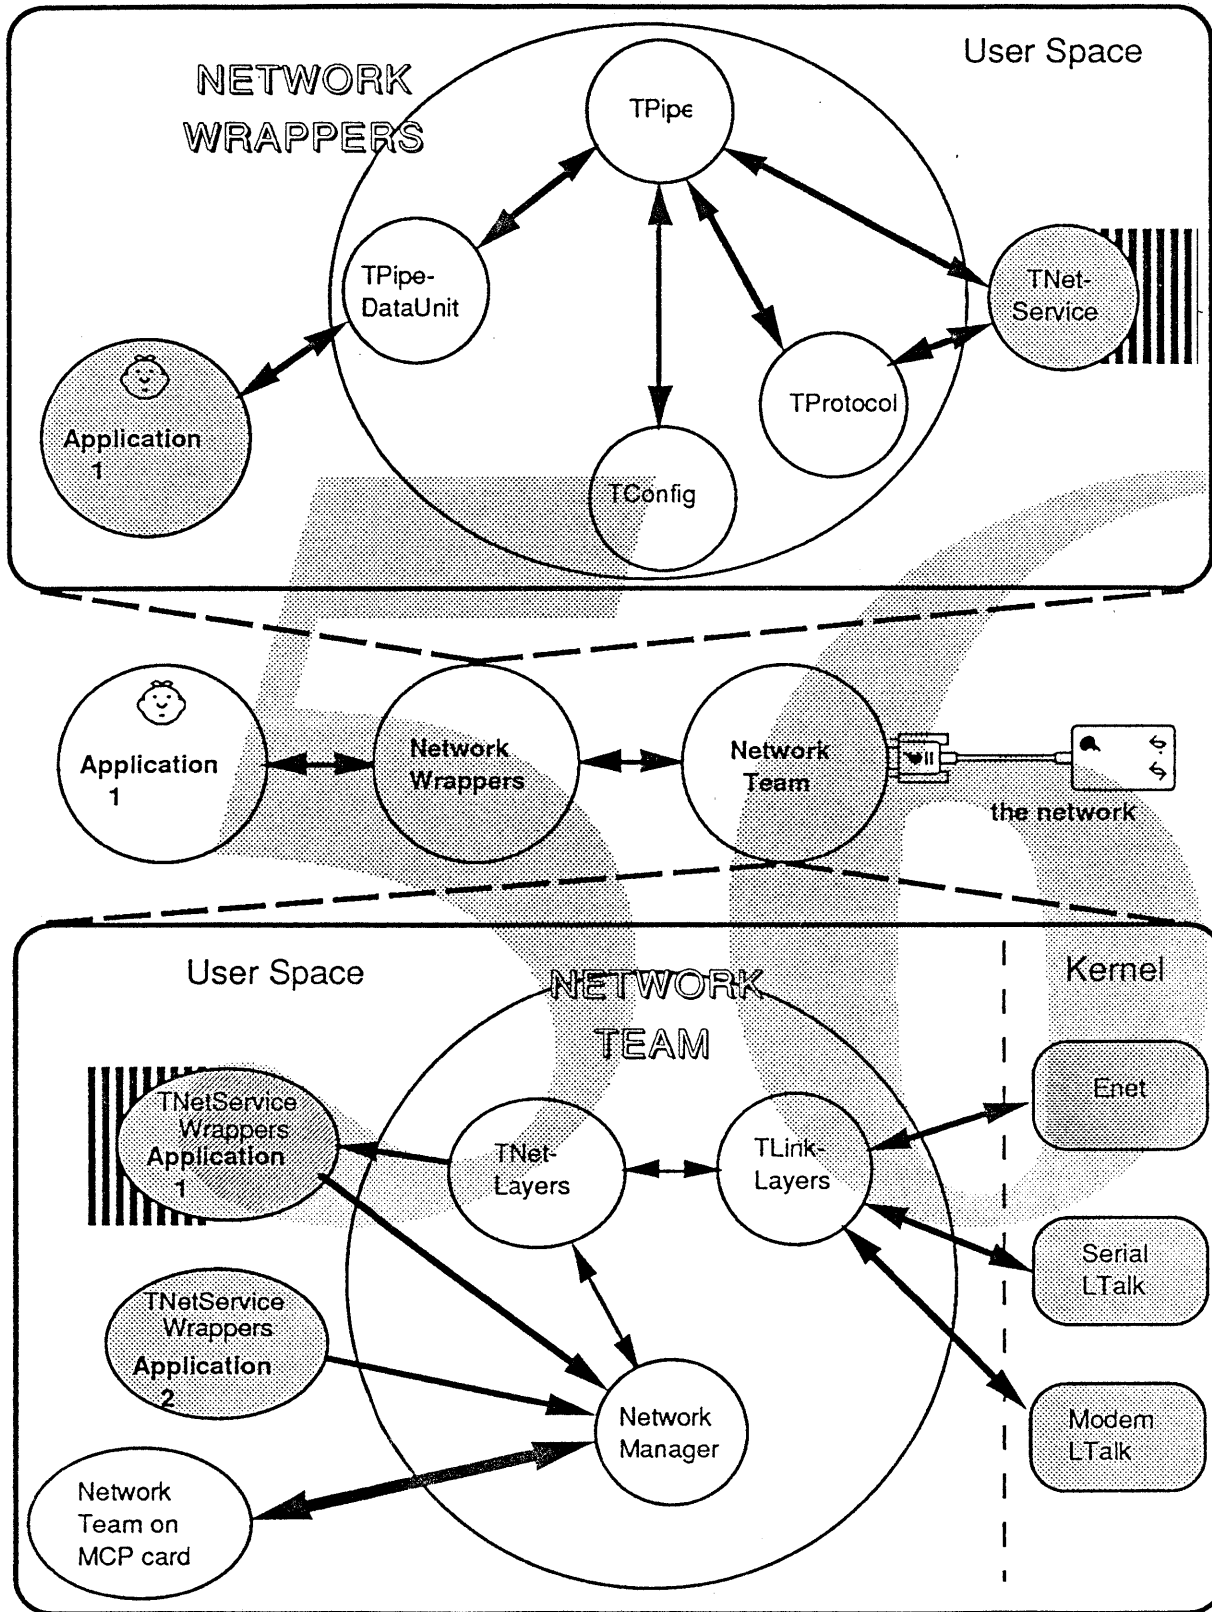 User Space
NETWORK
WRAPPERS
TPipe
TPipe-
DataUnit
TNet-
Service
Application
1
TProtocol
TConfig
Application
1
Network
Wrappers
Network
Team
the network
User Space
NETWORK
TEAM
Kernel
TNetService
Wrappers
Application
1
TNet-
Layers
TLink-
Layers
Enet
Serial
LTalk
TNetService
Wrappers
Application
2
Network
Manager
Modem
LTalk
Network
Team on
MCP card